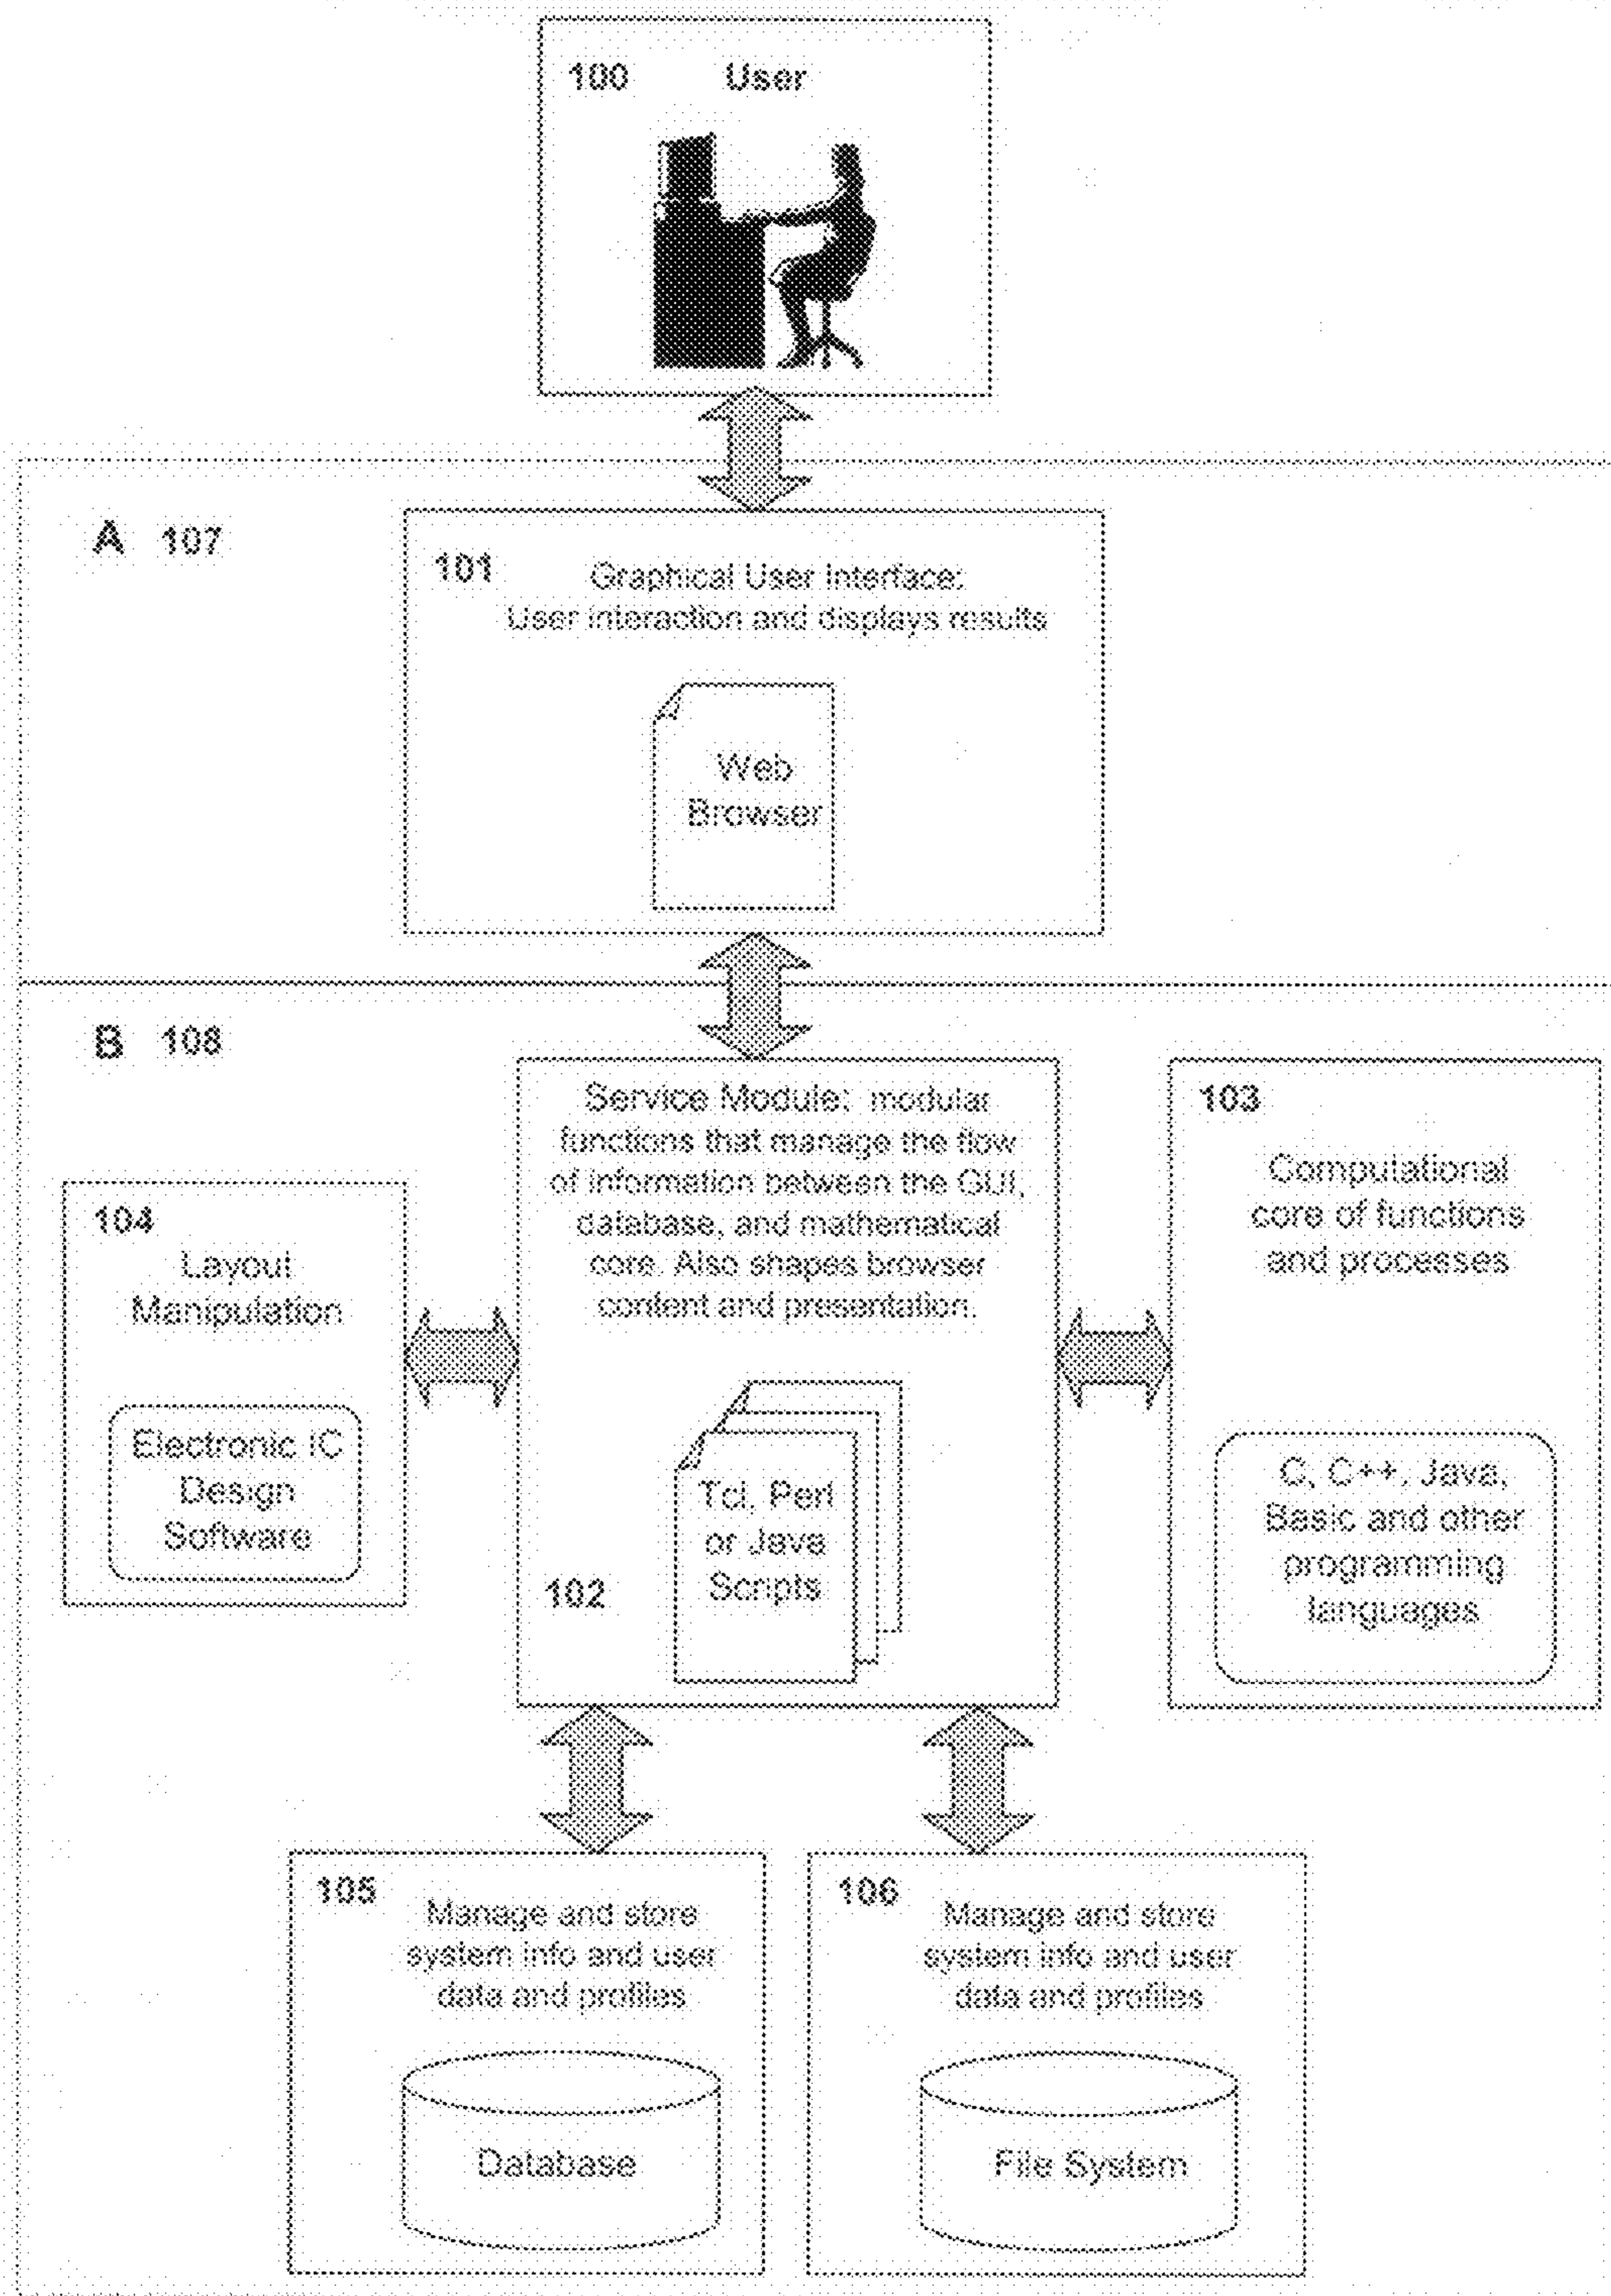 100 User
A 107
101
Graphical User Interface:
User interaction and displays results
Web
Browser
B 108
Service Module: modular
functions that manage the flow
of information between the GUI,
database, and mathematical
core. Also shapes browser
content and presentation.
Tcl, Perl
or Java
Scripts
102
103
Computational
core of functions
and processes
C, C++, Java,
Basic and other
programming
languages
104
Layout
Manipulation
Electronic IC
Design
Software
105
Manage and store
system info and user
data and profiles
Database
106
Manage and store
system info and user
data and profiles
File System